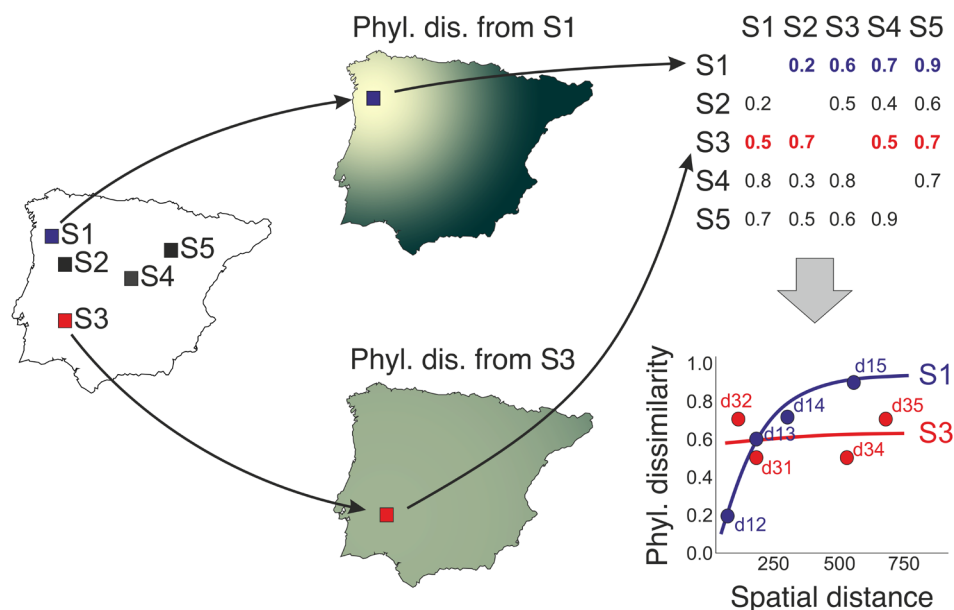 Phyl. dis. from S1
S1 S2 S3 S4 S5
S1 0.2 0.6 0.7 0.9
S2 0.2 0.5 0.4 0.6
S3 0.5 0.7 0.5 0.7
S4 0.8 0.3 0.8 0.7
S5 0.7 0.5 0.6 0.9
S1
S2
S5
S4
S3
Phyl. dis. from S3
Phyl. dissimilarity
1.0
0.8
0.6
0.4
0.2
0.0
d15
S1
d32
d14
d35
d13
S3
d31
d34
d12
250 500 750
Spatial distance